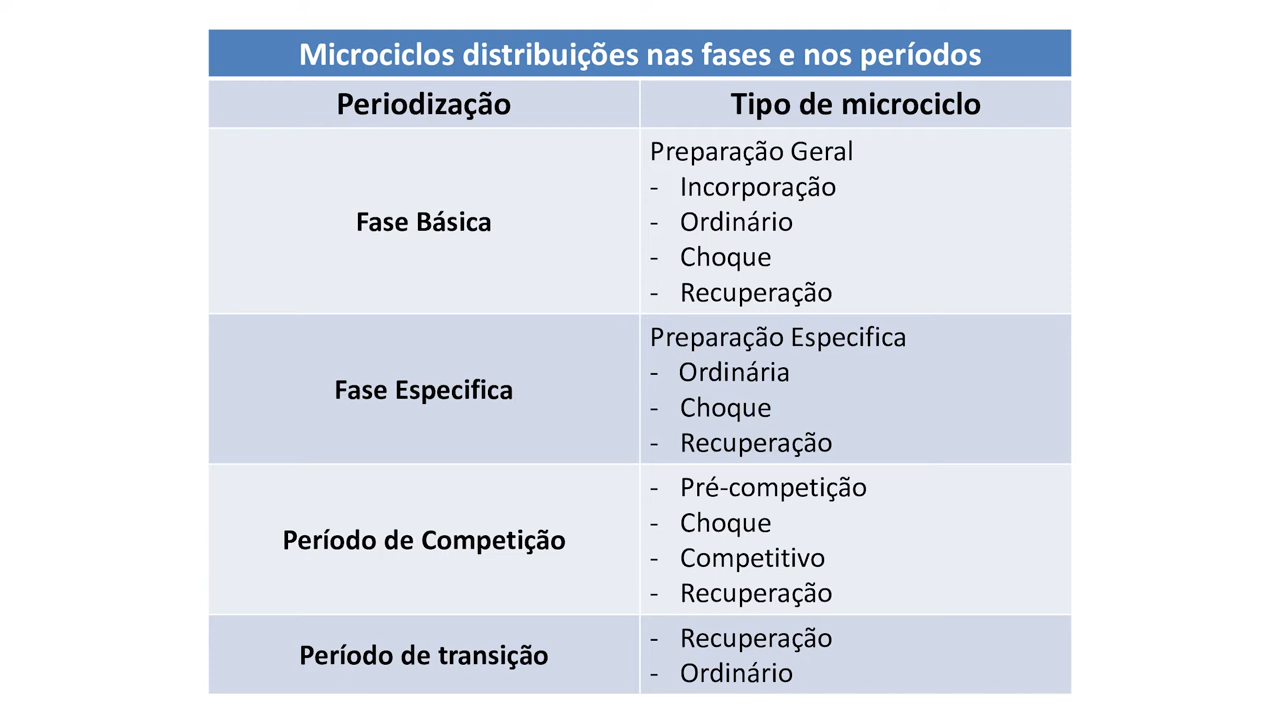 Microciclos distribuições nas fases e nos períodos
Periodização
Tipo de microciclo
Fase Básica
Preparação Geral
- Incorporação
- Ordinário
- Choque
- Recuperação
Fase Especifica
Preparação Especifica
- Ordinária
- Choque
- Recuperação
Período de Competição
- Pré-competição
- Choque
- Competitivo
- Recuperação
Período de transição
- Recuperação
- Ordinário